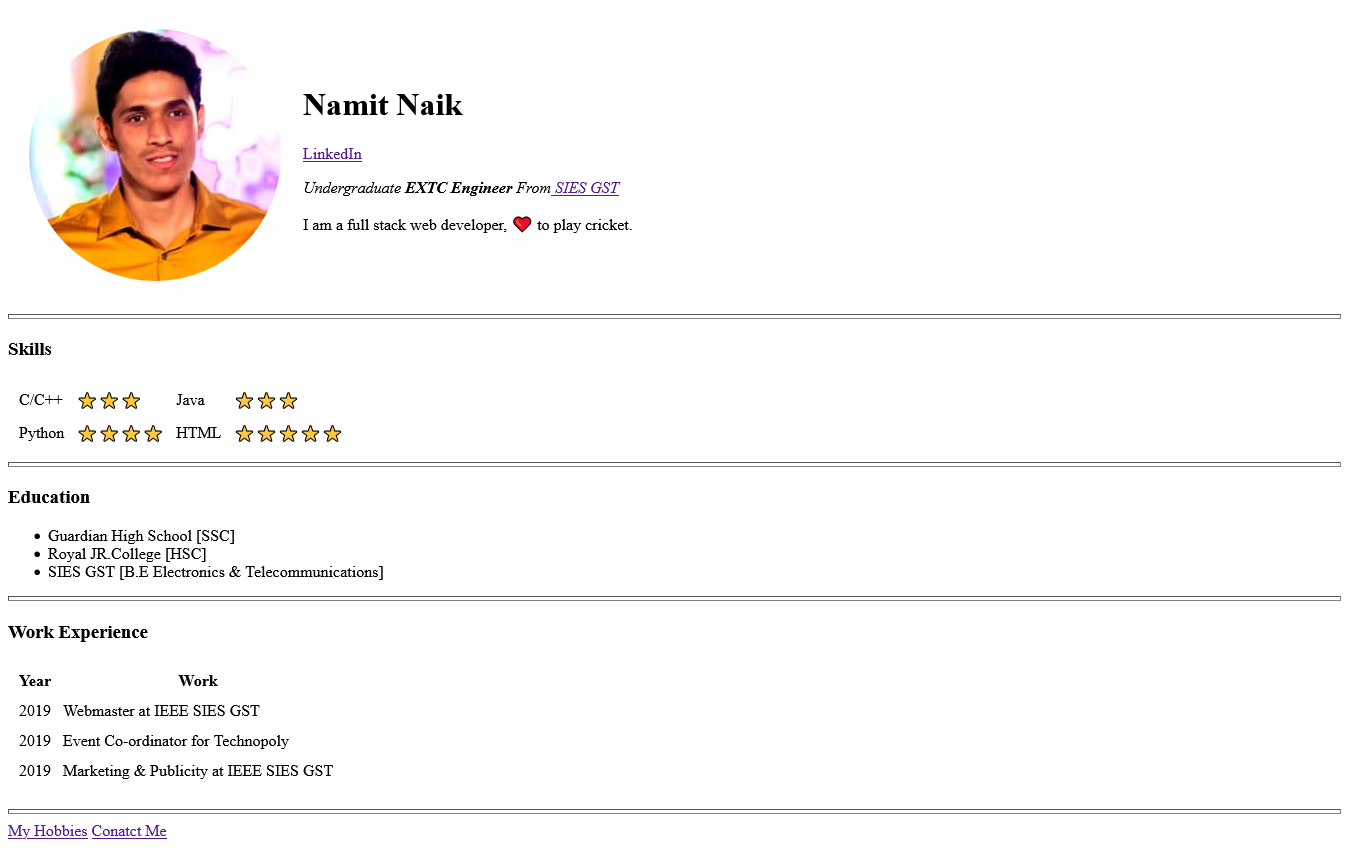 Namit Naik
LinkedIn
Undergraduate EXTC Engineer From SIES GST
I am a full stack web developer, ❤ to play cricket.
Skills
C/C++ ⭐⭐⭐ Java ⭐⭐⭐
Python ⭐⭐⭐⭐ HTML ⭐⭐⭐⭐⭐
Education
• Guardian High School [SSC]
• Royal JR.College [HSC]
• SIES GST [B.E Electronics & Telecommunications]
Work Experience
Year Work
2019 Webmaster at IEEE SIES GST
2019 Event Co-ordinator for Technopoly
2019 Marketing & Publicity at IEEE SIES GST
My Hobbies Conatct Me